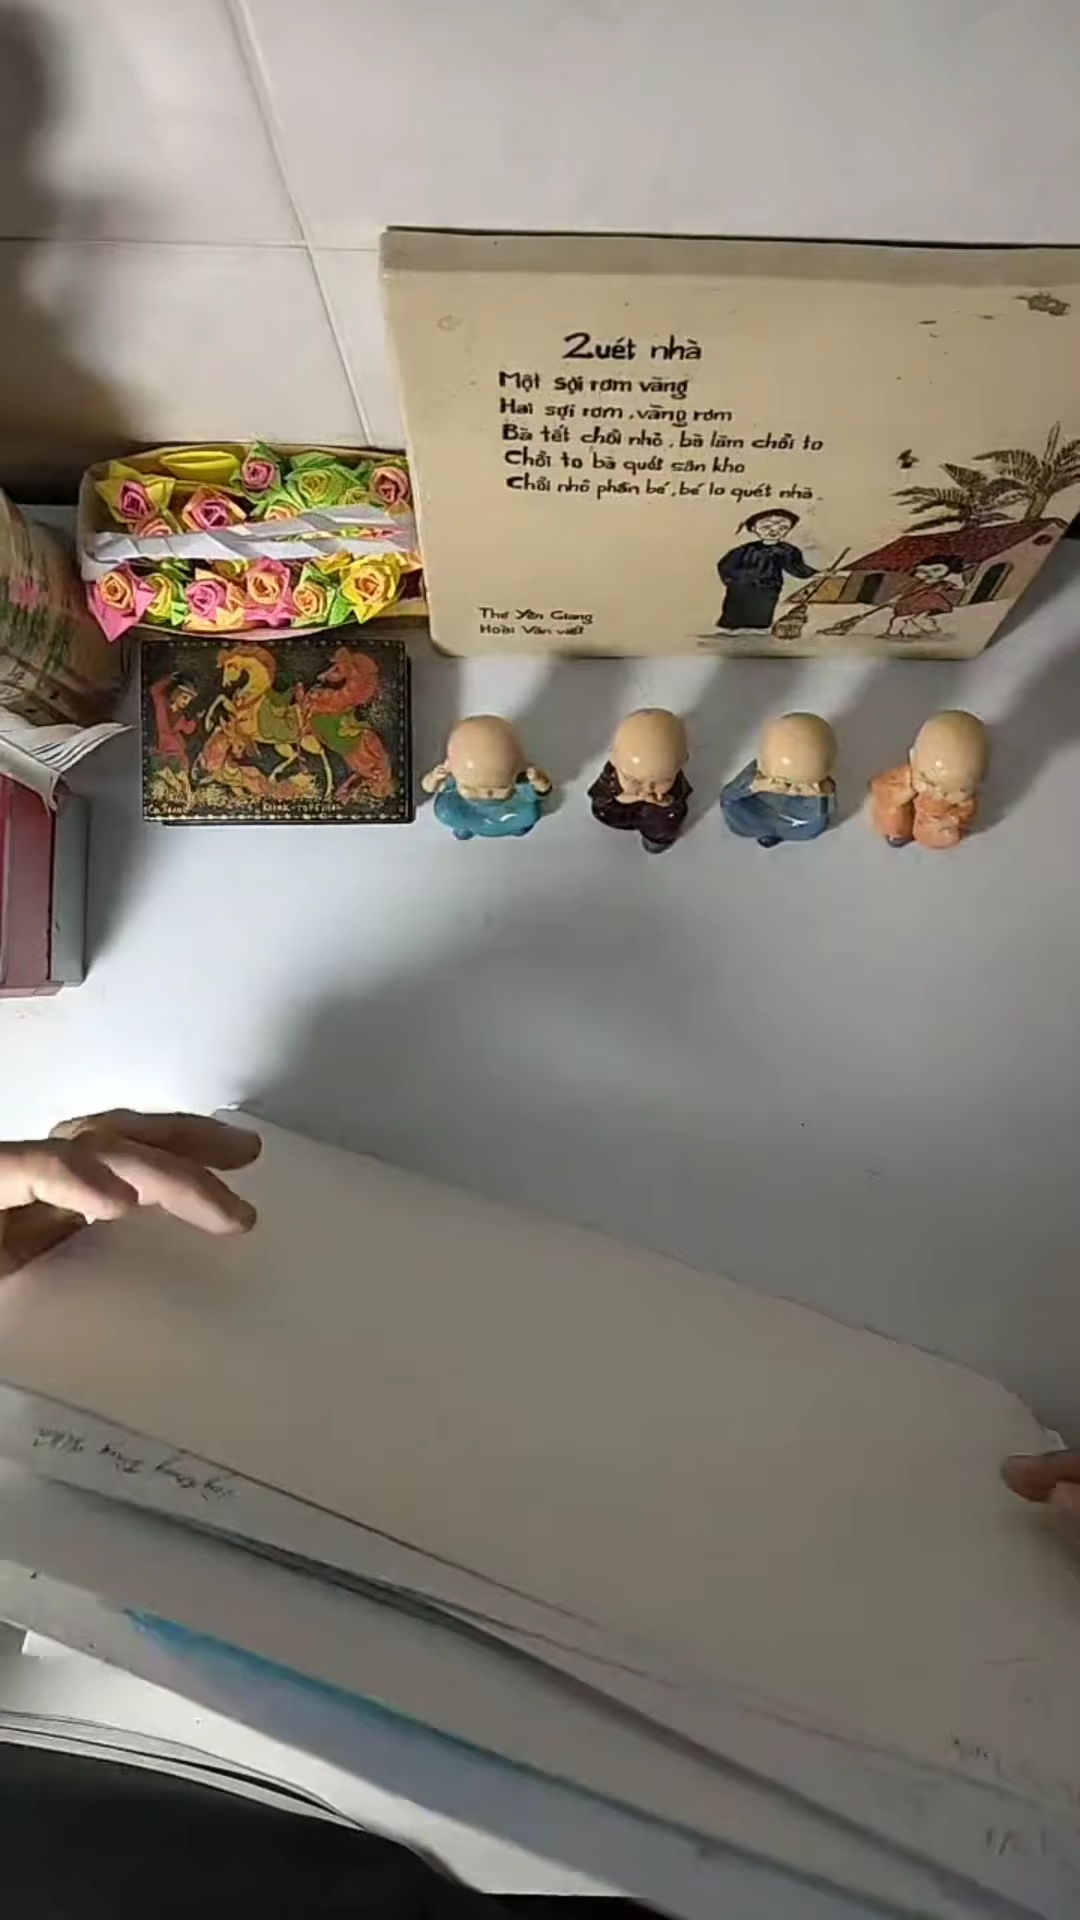 Quét nhà
Một sợi rơm vàng
Hai sợi rơm, vàng rơm
Bà tết chổi nhỏ, bà làm chổi to
Chổi to bà quét sân kho
Chổi nhỏ phần bé, bé lo quét nhà.
Thơ Yên Giang
Hoài Vân viết